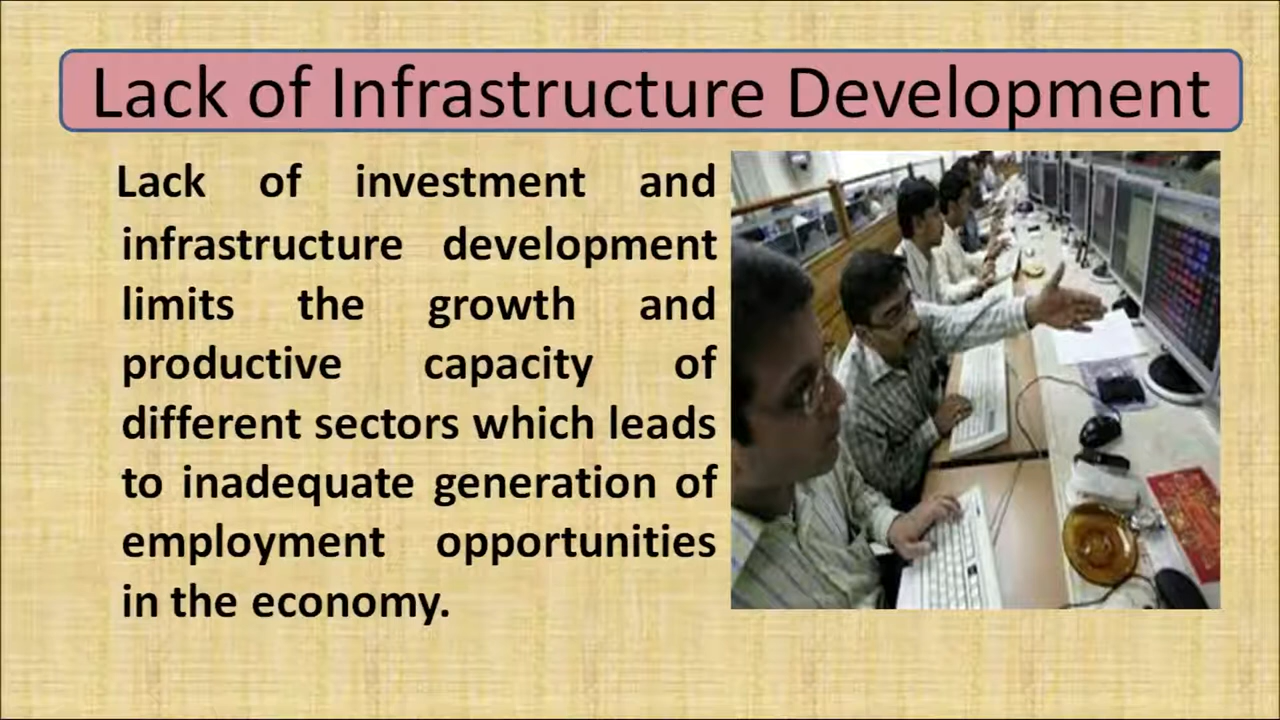 Lack of Infrastructure Development
Lack of investment and
infrastructure development
limits the growth and
productive capacity of
different sectors which leads
to inadequate generation of
employment opportunities
in the economy.